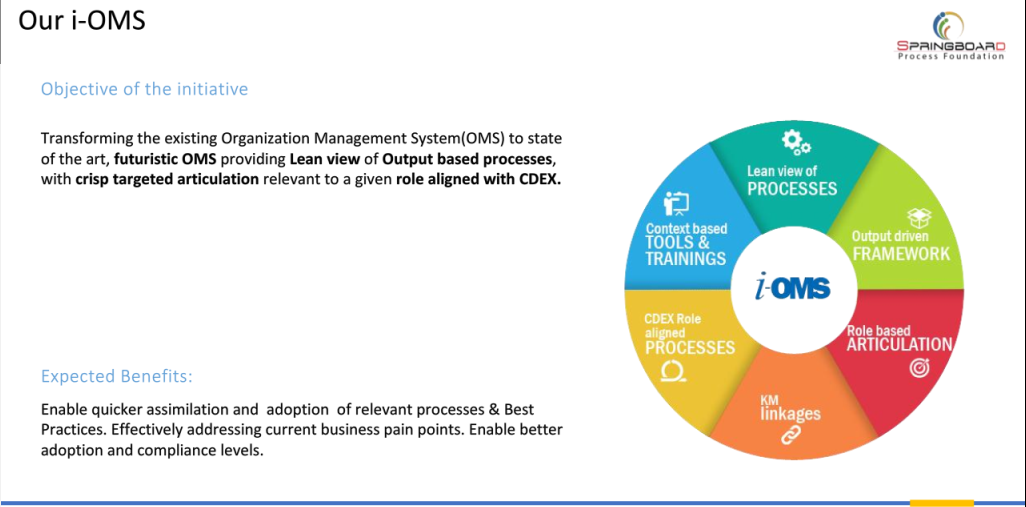 Our i-OMS
SPRINGBOARD
Process Foundation
Objective of the initiative
Transforming the existing Organization Management System(OMS) to state
of the art, futuristic OMS providing Lean view of Output based processes,
with crisp targeted articulation relevant to a given role aligned with CDEX.
Expected Benefits:
Enable quicker assimilation and  adoption  of relevant processes & Best
Practices. Effectively addressing current business pain points. Enable better
adoption and compliance levels.
Lean view of
PROCESSES
Output driven
FRAMEWORK
Role based
ARTICULATION
KM
linkages
CDEX Role
aligned
PROCESSES
Context based
TOOLS &
TRAININGS
i-OMS